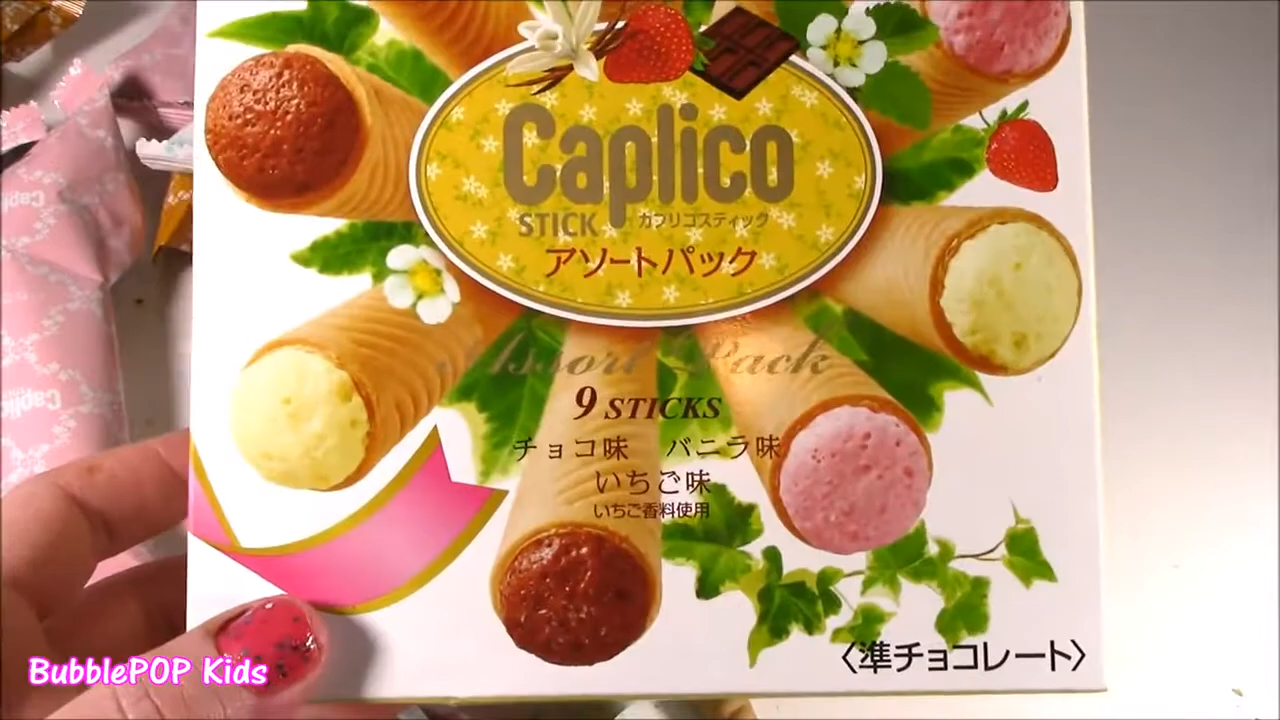 Caplico
STICK カプリコスティック
アソートパック
Assort Pack
9 STICKS
チョコ味 バニラ味
いちご味
いちご香料使用
〈準チョコレート〉
Caplico
Caplico
BubblePOP Kids